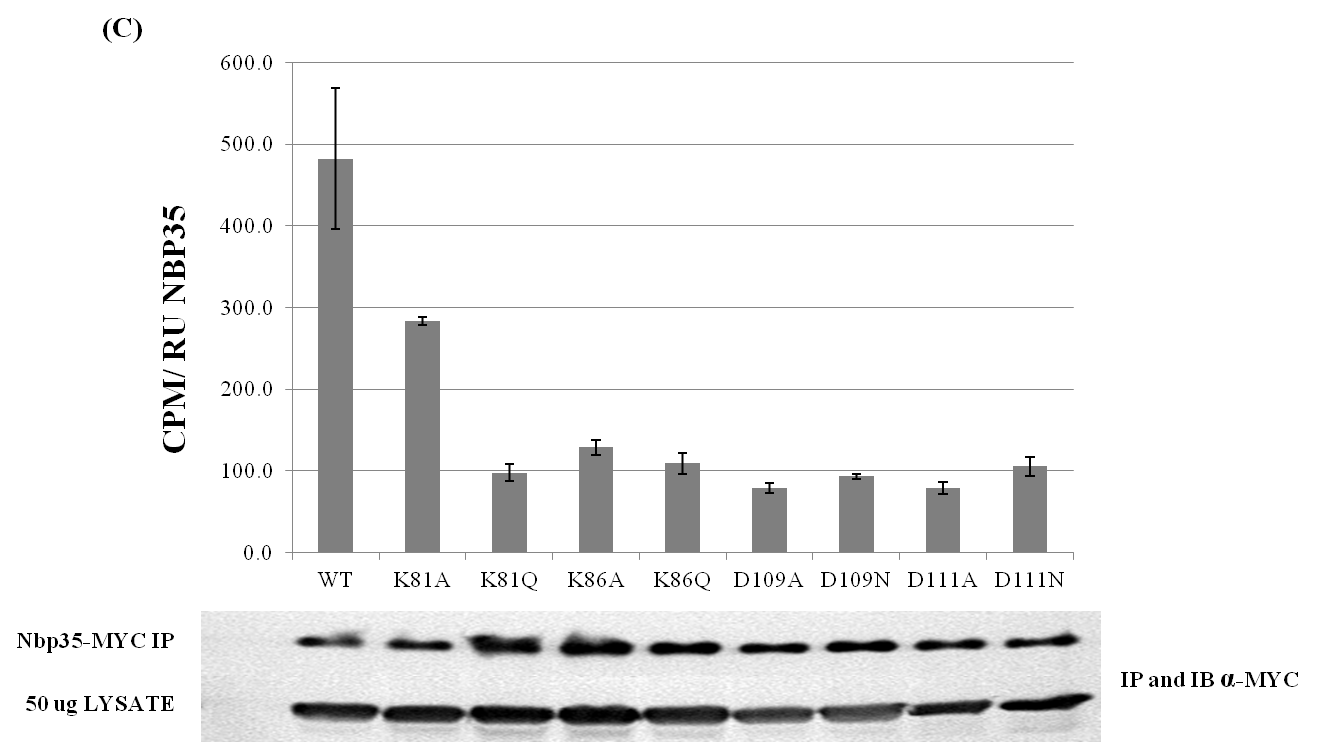 (C)
600.0
500.0
400.0
300.0
200.0
100.0
0.0
CPM/ RU NBP35
WT K81A K81Q K86A K86Q D109A D109N D111A D111N
Nbp35-MYC IP
50 ug LYSATE
IP and IB α-MYC